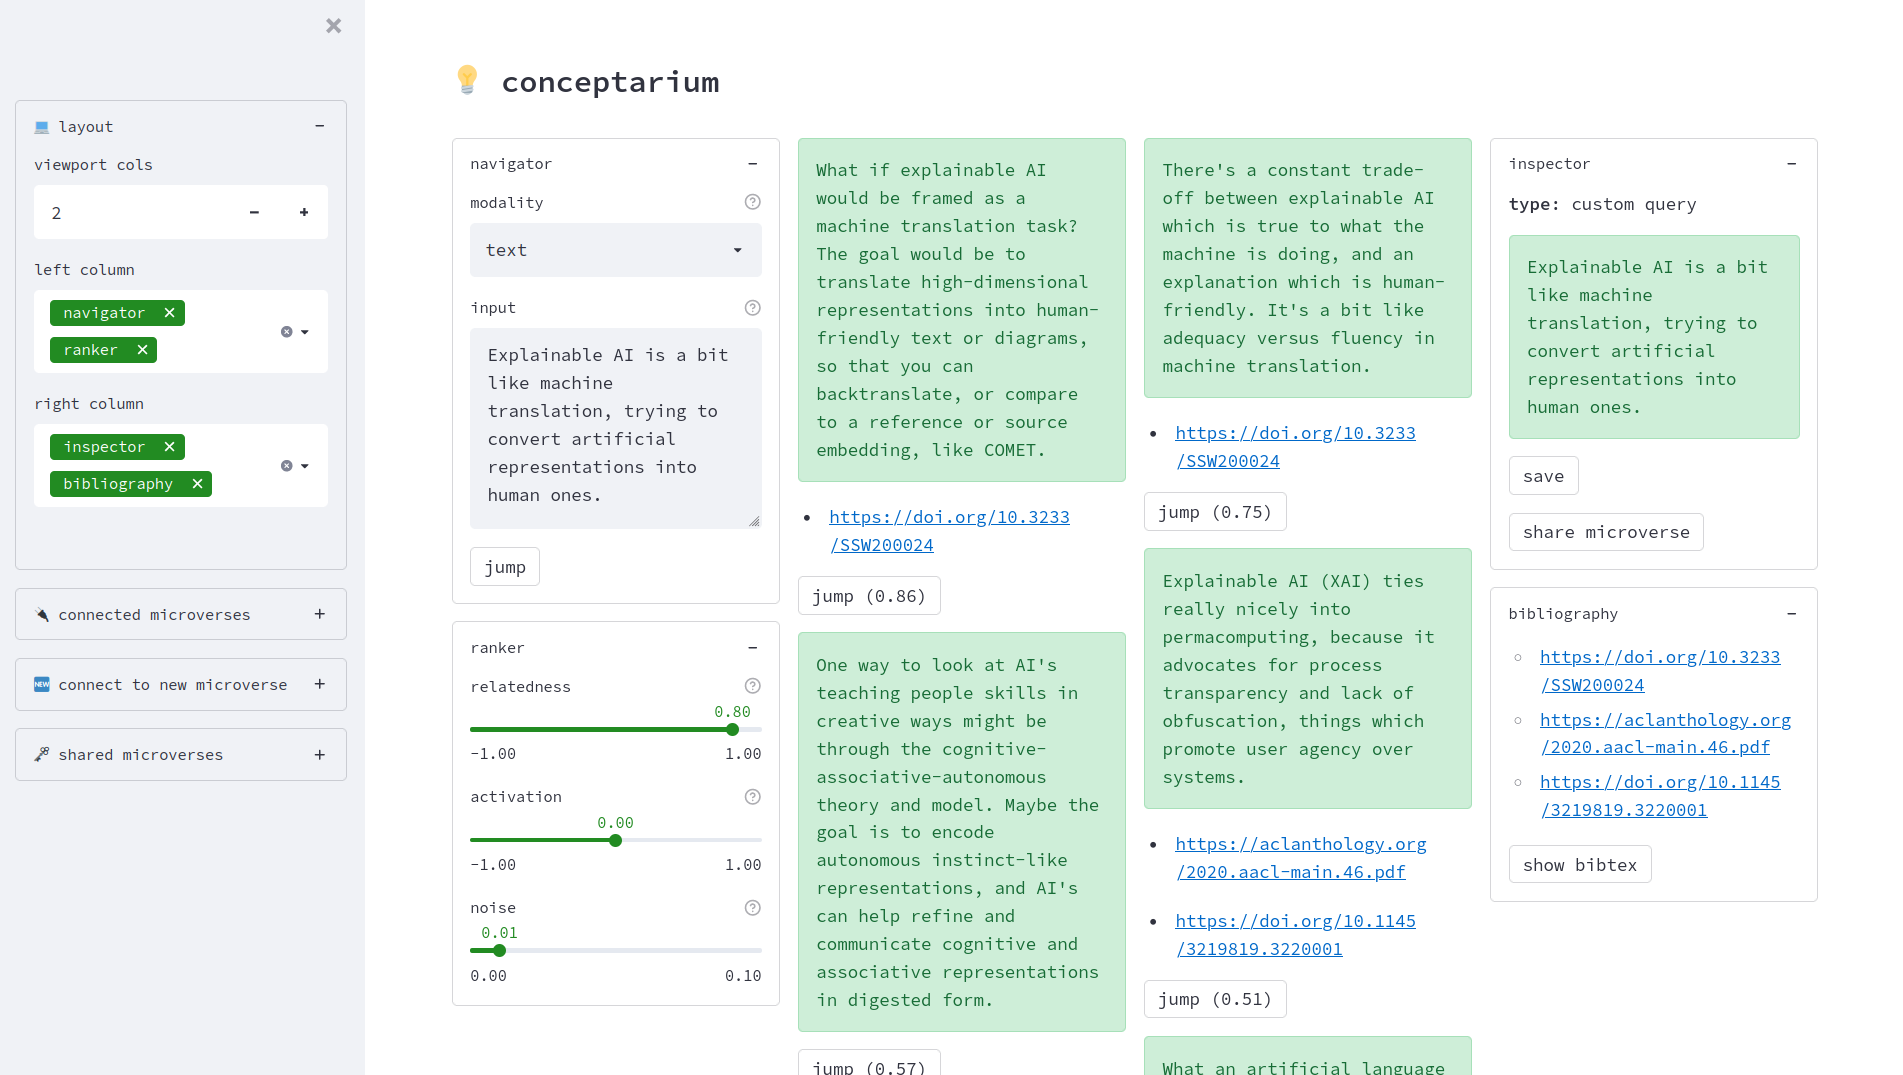 layout
viewport cols
2
left column
navigator
ranker
right column
inspector
bibliography
connected microverses
NEW connect to new microverse
shared microverses
conceptarium
navigator
modality
text
input
Explainable AI is a bit
like machine
translation, trying to
convert artificial
representations into
human ones.
jump
ranker
relatedness
0.80
-1.00 1.00
activation
0.00
-1.00 1.00
noise
0.01
0.00 0.10
What if explainable AI
would be framed as a
machine translation task?
The goal would be to
translate high-dimensional
representations into human-
friendly text or diagrams,
so that you can
backtranslate, or compare
to a reference or source
embedding, like COMET.
https://doi.org/10.3233
/SSW200024
jump (0.86)
One way to look at AI's
teaching people skills in
creative ways might be
through the cognitive-
associative-autonomous
theory and model. Maybe the
goal is to encode
autonomous instinct-like
representations, and AI's
can help refine and
communicate cognitive and
associative representations
in digested form.
jump (0.57)
There's a constant trade-
off between explainable AI
which is true to what the
machine is doing, and an
explanation which is human-
friendly. It's a bit like
adequacy versus fluency in
machine translation.
https://doi.org/10.3233
/SSW200024
jump (0.75)
Explainable AI (XAI) ties
really nicely into
permacomputing, because it
advocates for process
transparency and lack of
obfuscation, things which
promote user agency over
systems.
https://aclanthology.org
/2020.aacl-main.46.pdf
https://doi.org/10.1145
/3219819.3220001
jump (0.51)
What an artificial language
inspector
type: custom query
Explainable AI is a bit
like machine
translation, trying to
convert artificial
representations into
human ones.
save
share microverse
bibliography
https://doi.org/10.3233
/SSW200024
https://aclanthology.org
/2020.aacl-main.46.pdf
https://doi.org/10.1145
/3219819.3220001
show bibtex